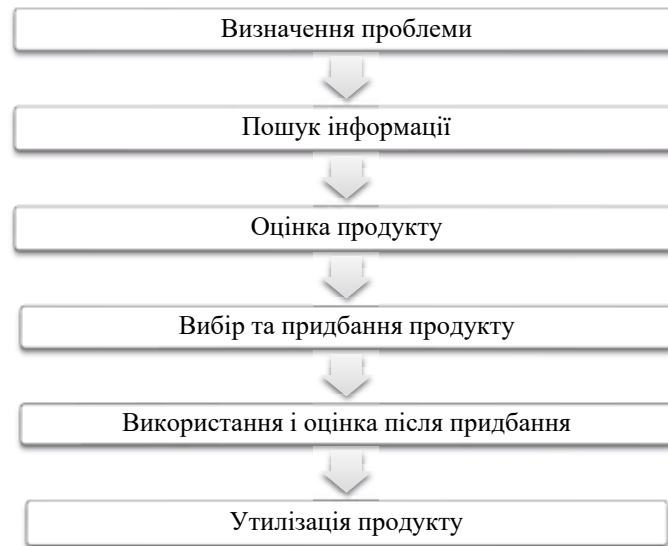 Визначення проблеми
Пошук інформації
Оцінка продукту
Вибір та придбання продукту
Використання і оцінка після придбання
Утилізація продукту